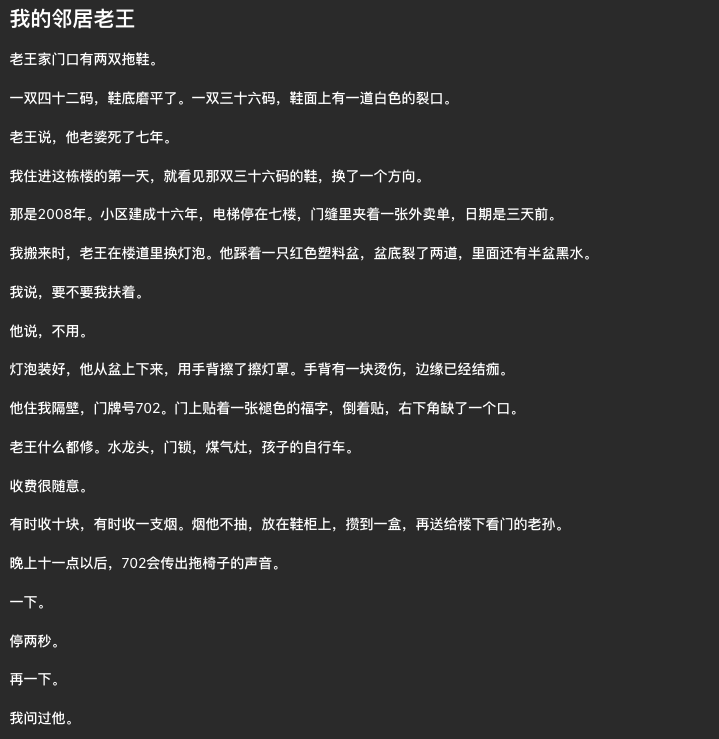 我的邻居老王
老王家门口有两双拖鞋。
一双四十二码，鞋底磨平了。一双三十六码，鞋面上有一道白色的裂口。
老王说，他老婆死了七年。
我住进这栋楼的第一天，就看见那双三十六码的鞋，换了一个方向。
那是2008年。小区建成十六年，电梯停在七楼，门缝里夹着一张外卖单，日期是三天前。
我搬来时，老王在楼道里换灯泡。他踩着一只红色塑料盆，盆底裂了两道，里面还有半盆黑水。
我说，要不要我扶着。
他说，不用。
灯泡装好，他从盆上下来，用手背擦了擦灯罩。手背有一块烫伤，边缘已经结痂。
他住我隔壁，门牌号702。门上贴着一张褪色的福字，倒着贴，右下角缺了一个口。
老王什么都修。水龙头，门锁，煤气灶，孩子的自行车。
收费很随意。
有时收十块，有时收一支烟。烟他不抽，放在鞋柜上，攒到一盒，再送给楼下看门的老孙。
晚上十一点以后，702会传出拖椅子的声音。
一下。
停两秒。
再一下。
我问过他。